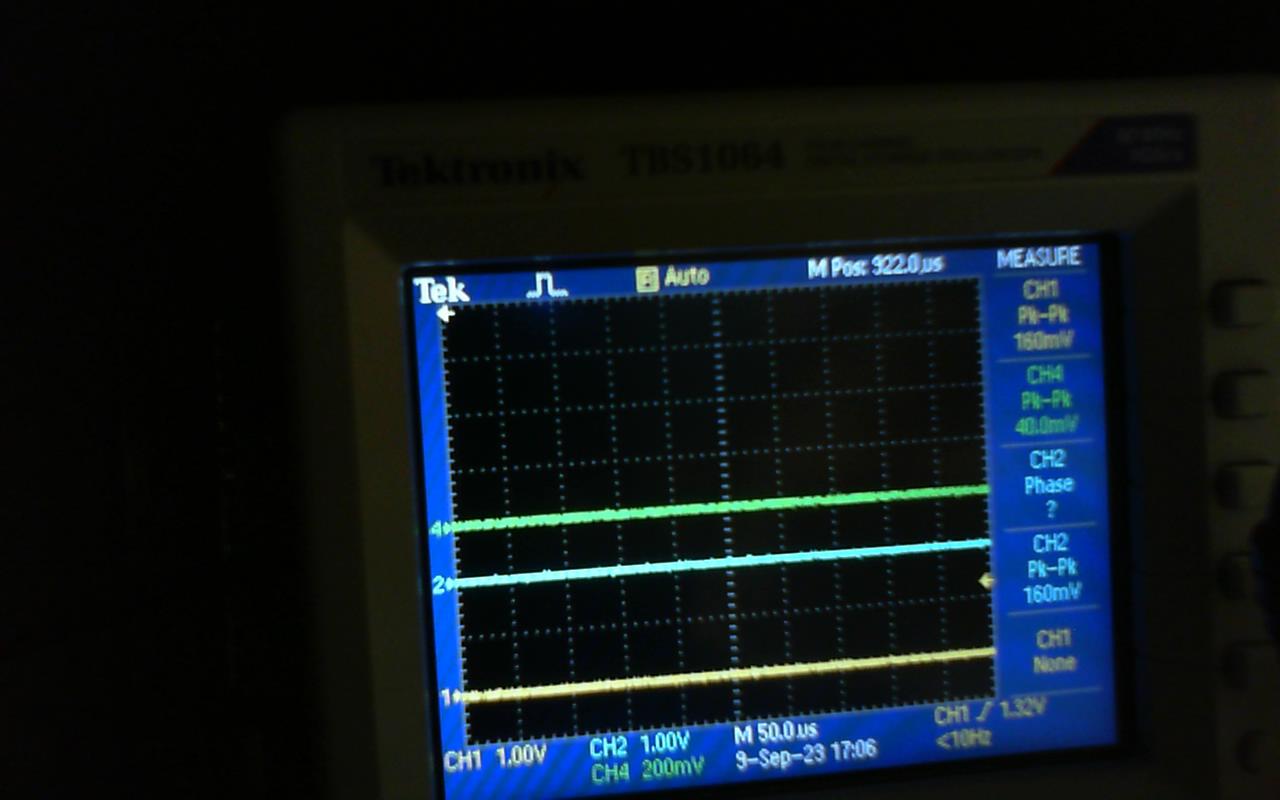 Tektronix TBS1064
Tek Auto M Pos: 322.0us MEASURE
CH1
Pk-Pk
160mV
CH4
Pk-Pk
40.0mV
CH2
Phase
?
CH2
Pk-Pk
160mV
CH1
None
4
2
1
CH1 1.00V CH2 1.00V M 50.0us CH1 1.32V
CH4 200mV 9-Sep-23 17:06 <10Hz